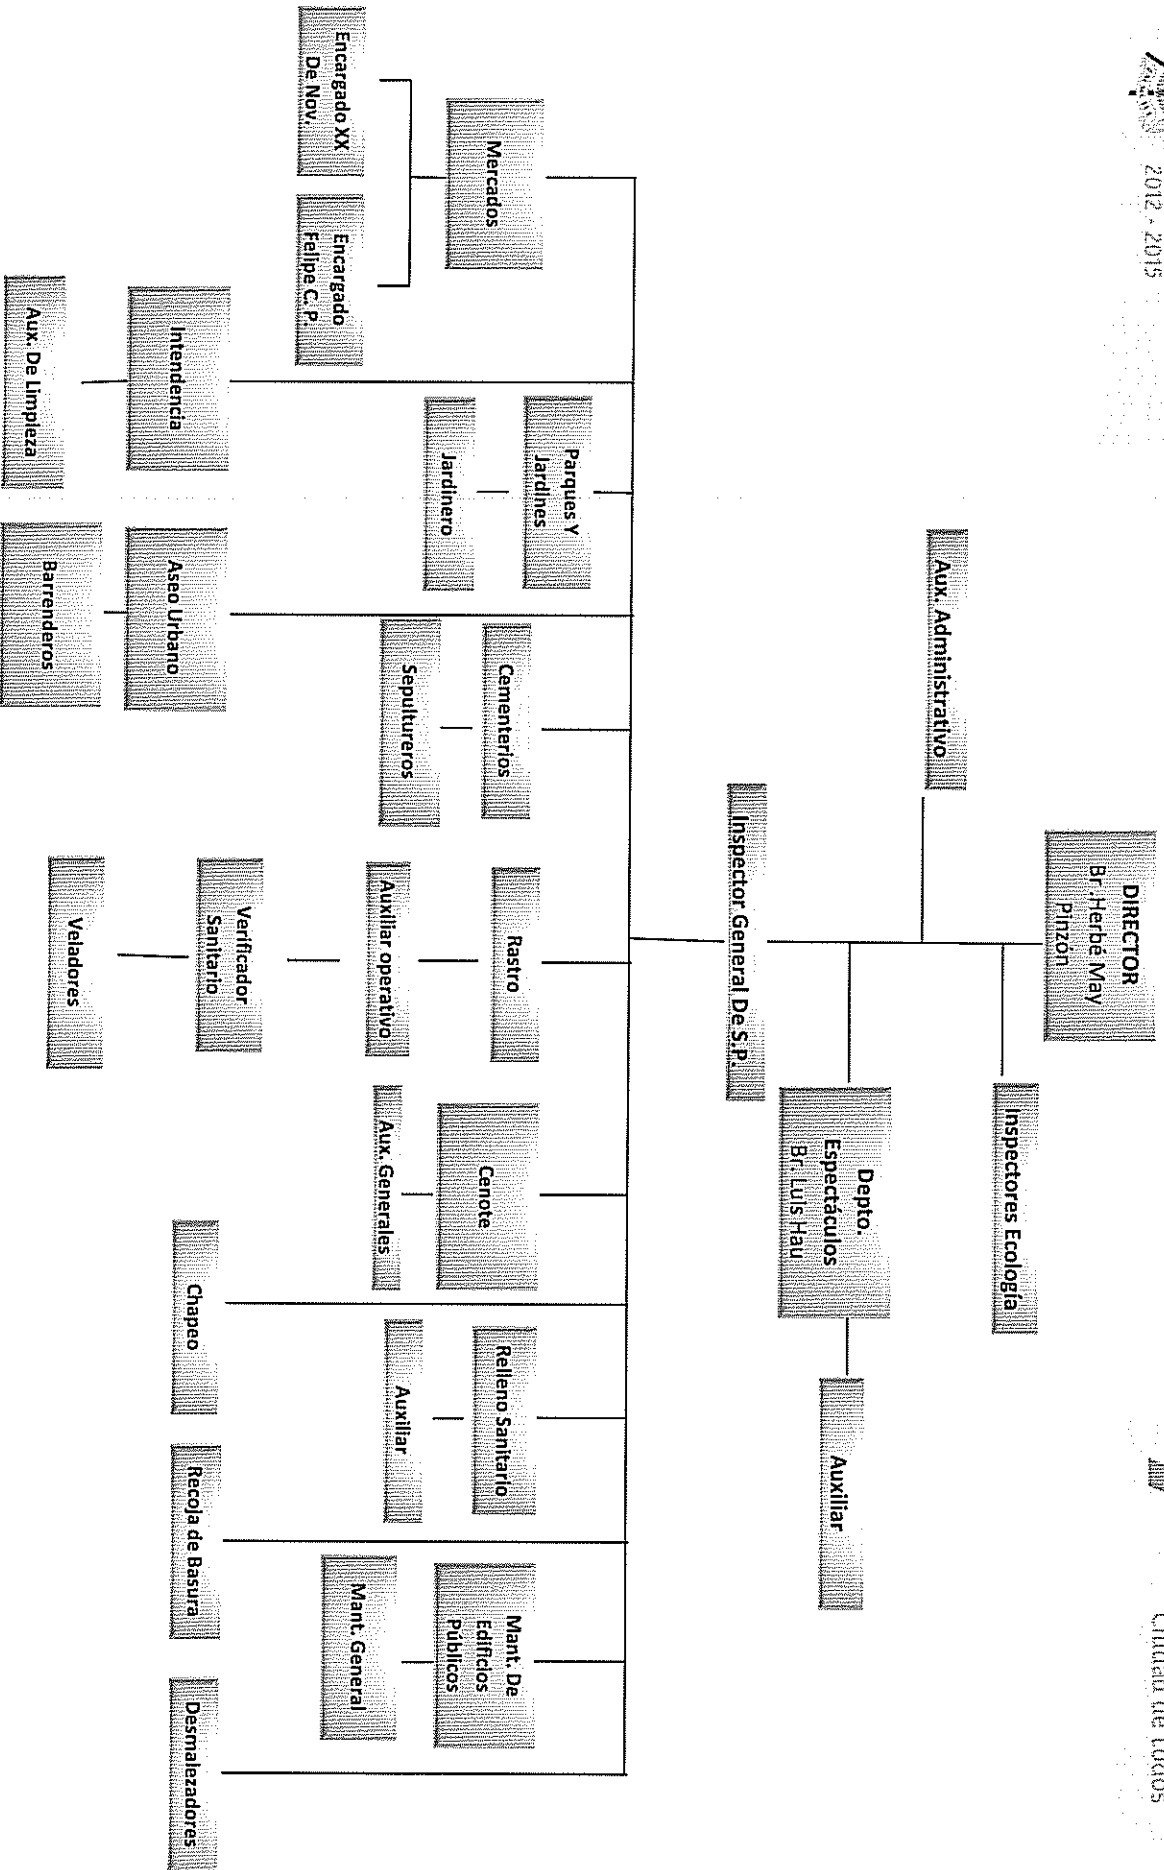 2012 - 2015
Ciudad de todos
DIRECTOR
Br. Herbé May
Pinzón
Inspectores Ecología
Aux. Administrativo
Depto.
Espectáculos
Br. Luis Hau
Auxiliar
Inspector General De S.P.
Mercados
Encargado XX
De Nov.
Encargado
Felipe C. P.
Intendencia
Aux. De Limpieza
Parques Y
Jardines
Jardinero
Aseo Urbano
Barrenderos
Cementerios
Sepultureros
Rastro
Auxiliar operativo
Verificador
Sanitario
Veladores
Cenote
Aux. Generales
Chapeo
Relleno Sanitario
Auxiliar
Recoja de Basura
Mant. De
Edificios
Públicos
Mant. General
Desmalezadores